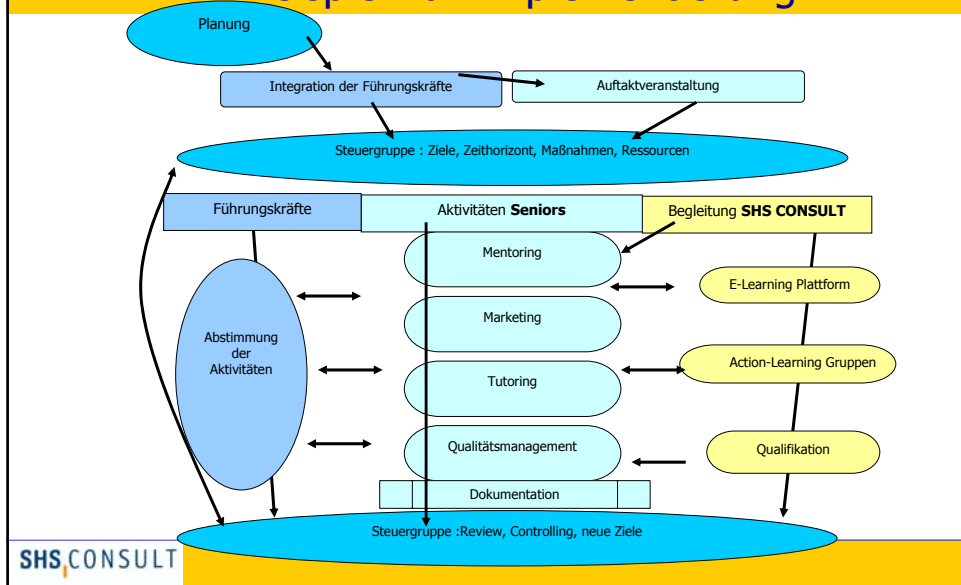 Planung
Integration der Führungskräfte
Auftaktveranstaltung
Steuergruppe : Ziele, Zeithorizont, Maßnahmen, Ressourcen
Führungskräfte
Aktivitäten Seniors
Begleitung SHS CONSULT
Mentoring
E-Learning Plattform
Marketing
Abstimmung
der
Aktivitäten
Action-Learning Gruppen
Tutoring
Qualitätsmanagement
Qualifikation
Dokumentation
Steuergruppe :Review, Controlling, neue Ziele
SHS CONSULT